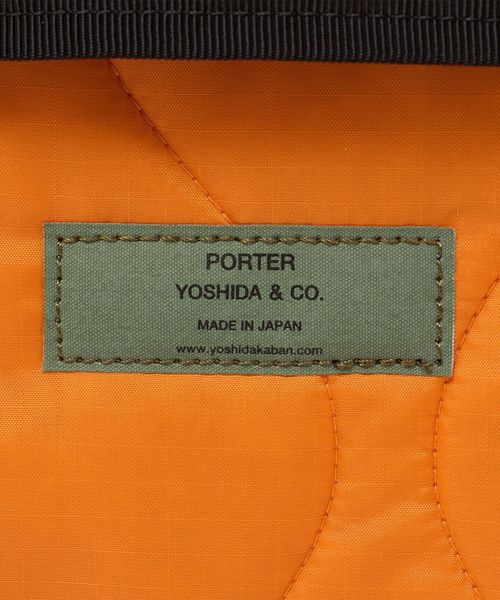 PORTER
YOSHIDA & CO.
MADE IN JAPAN
www.yoshidakaban.com